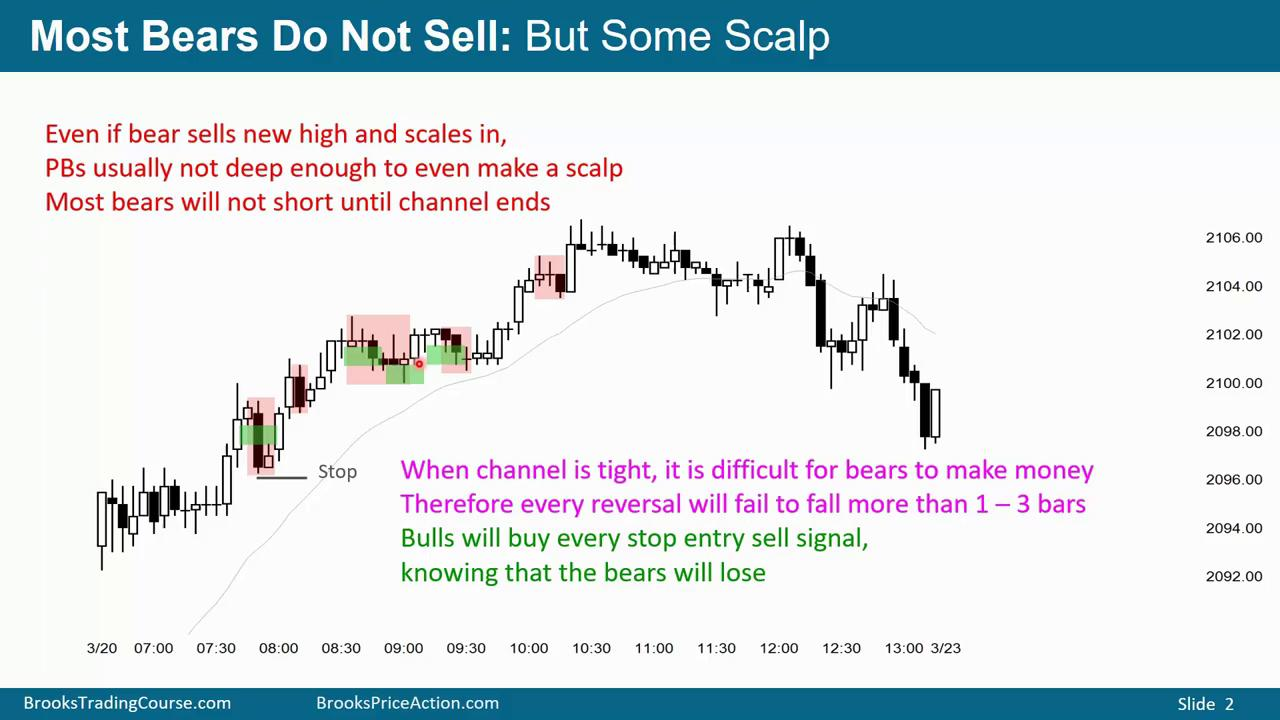 Most Bears Do Not Sell: But Some Scalp
Even if bear sells new high and scales in,
PBs usually not deep enough to even make a scalp
Most bears will not short until channel ends
2106.00
2104.00
2102.00
2100.00
2098.00
2096.00
2094.00
2092.00
Stop
When channel is tight, it is difficult for bears to make money
Therefore every reversal will fail to fall more than 1 – 3 bars
Bulls will buy every stop entry sell signal,
knowing that the bears will lose
3/20 07:00 07:30 08:00 08:30 09:00 09:30 10:00 10:30 11:00 11:30 12:00 12:30 13:00 3/23
BrooksTradingCourse.com BrooksPriceAction.com Slide 2